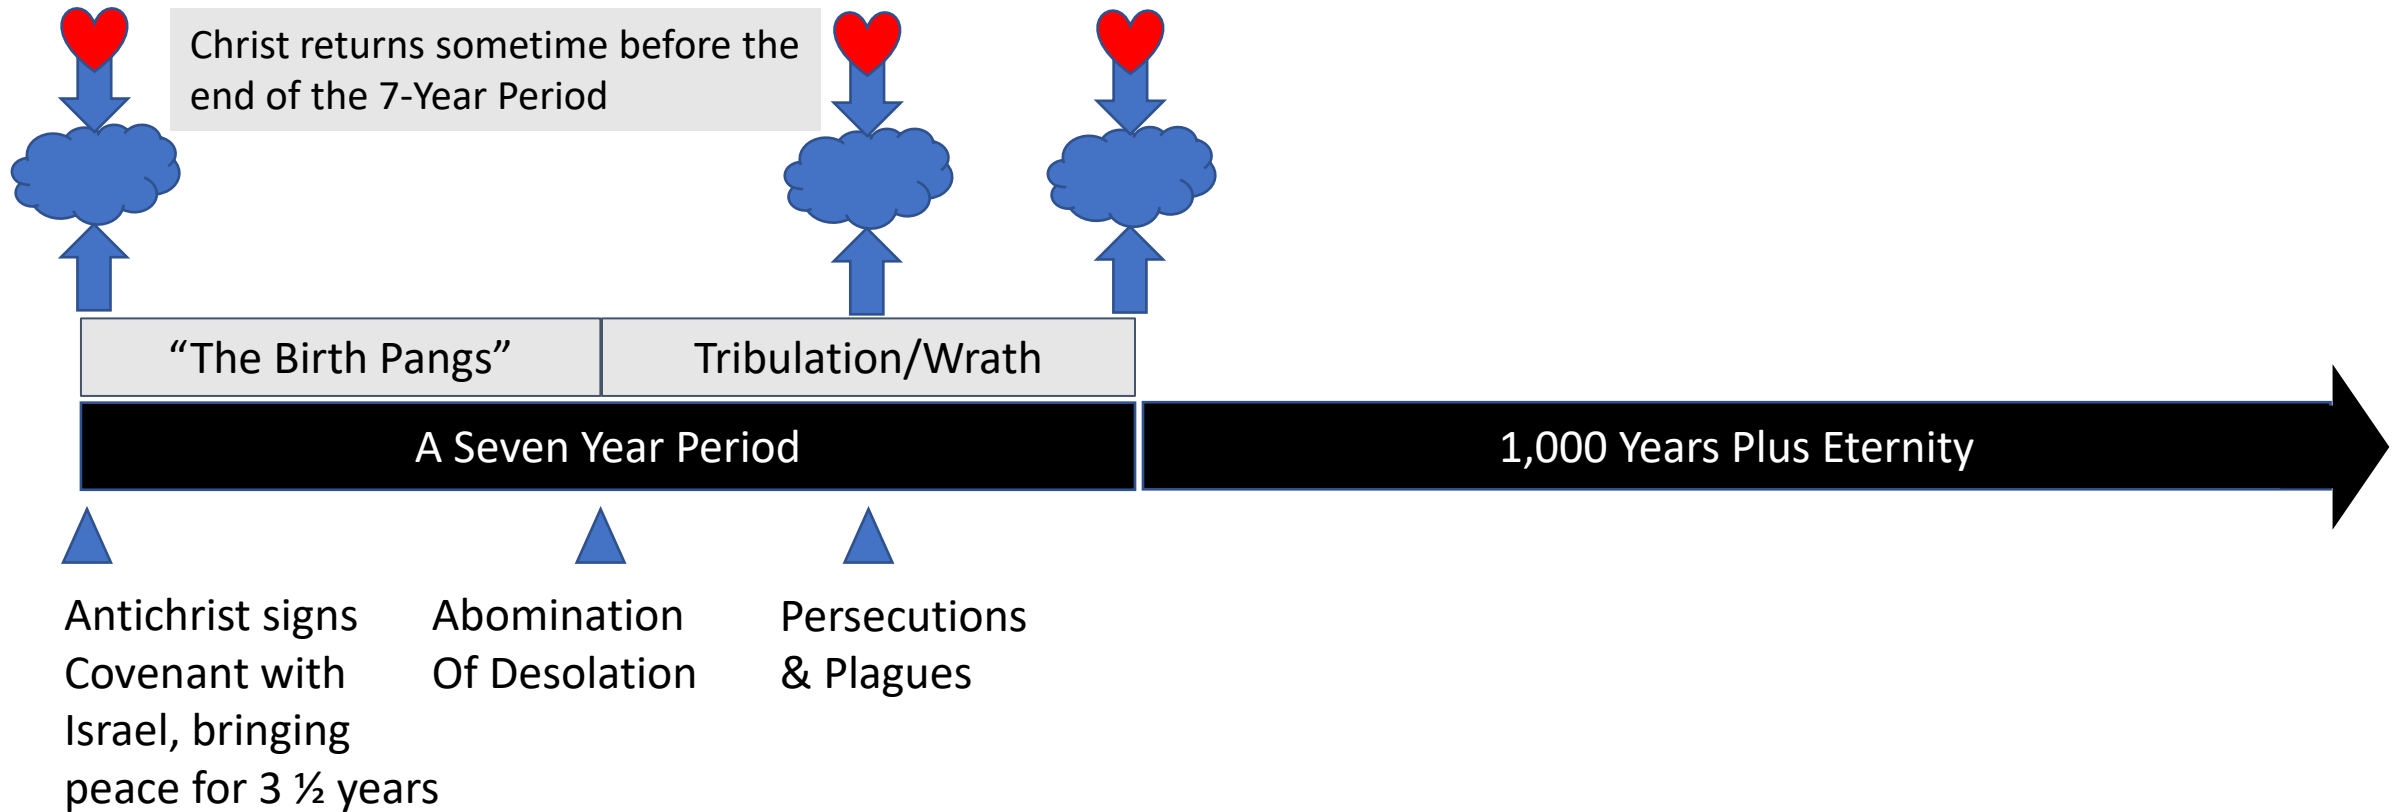 Christ returns sometime before the
end of the 7-Year Period
“The Birth Pangs”
Tribulation/Wrath
A Seven Year Period
1,000 Years Plus Eternity
Antichrist signs
Covenant with
Israel, bringing
peace for 3 ½ years
Abomination
Of Desolation
Persecutions
& Plagues